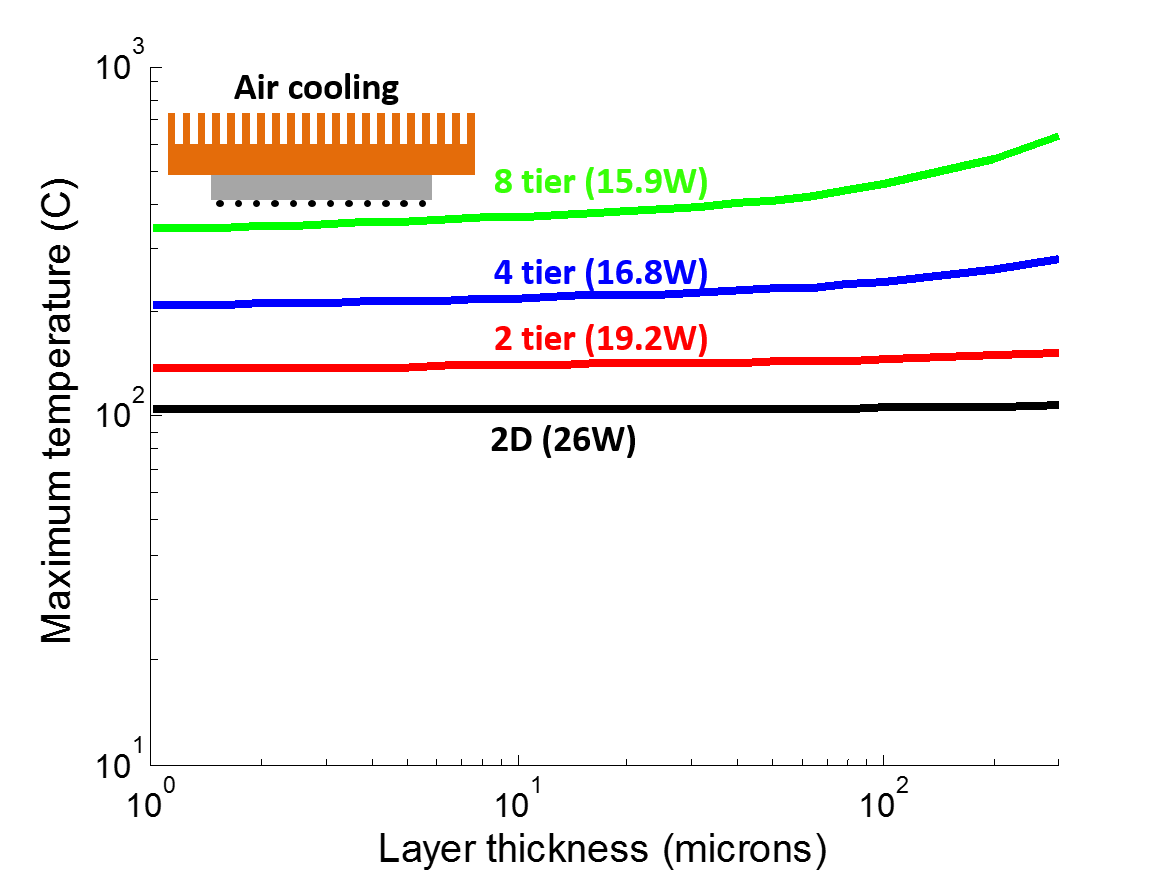 Air cooling
8 tier (15.9W)
4 tier (16.8W)
2 tier (19.2W)
2D (26W)
Maximum temperature (C)
10³
10²
10¹
10⁰ 10¹ 10²
Layer thickness (microns)